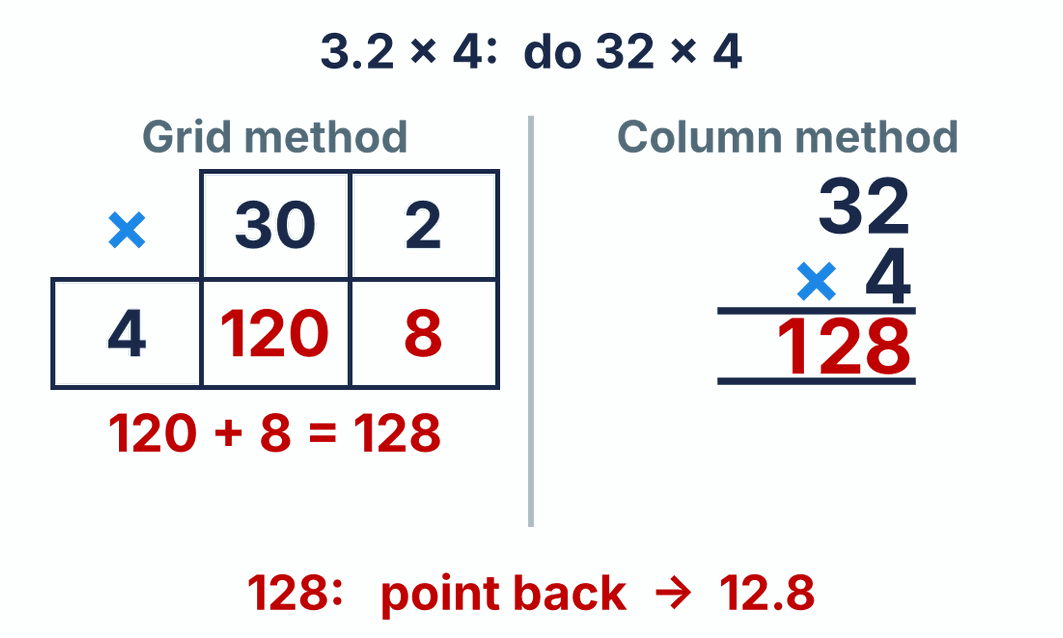 3.2 × 4: do 32 × 4
Grid method
× 30 2
4 120 8
120 + 8 = 128
Column method
32
× 4
128
128: point back → 12.8